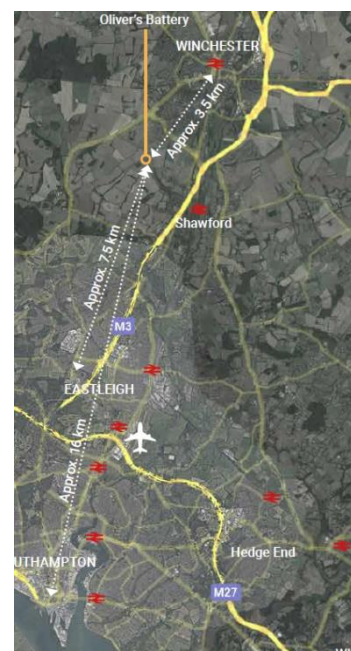 Oliver's Battery
WINCHESTER
Approx. 3.5 km
Shawford
Approx. 7.5 km
M3
EASTLEIGH
Approx. 16 km
UTHAMPTON
Hedge End
M27